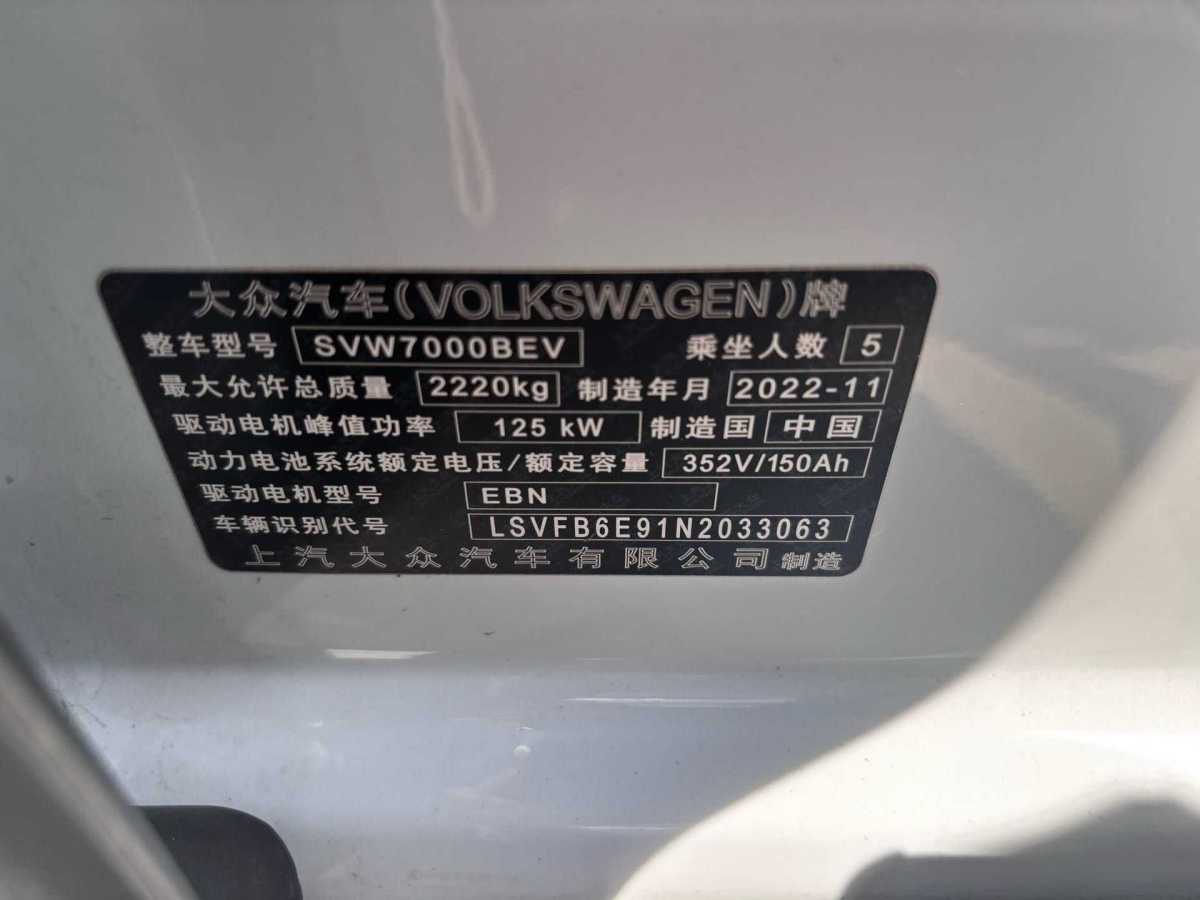 大众汽车(VOLKSWAGEN)牌
整车型号 SVW7000BEV 乘坐人数 5
最大允许总质量 2220kg 制造年月 2022-11
驱动电机峰值功率 125 kW 制造国 中国
动力电池系统额定电压/额定容量 352V/150Ah
驱动电机型号 EBN
车辆识别代号 LSVFB6E91N2033063
上汽大众汽车有限公司 制造